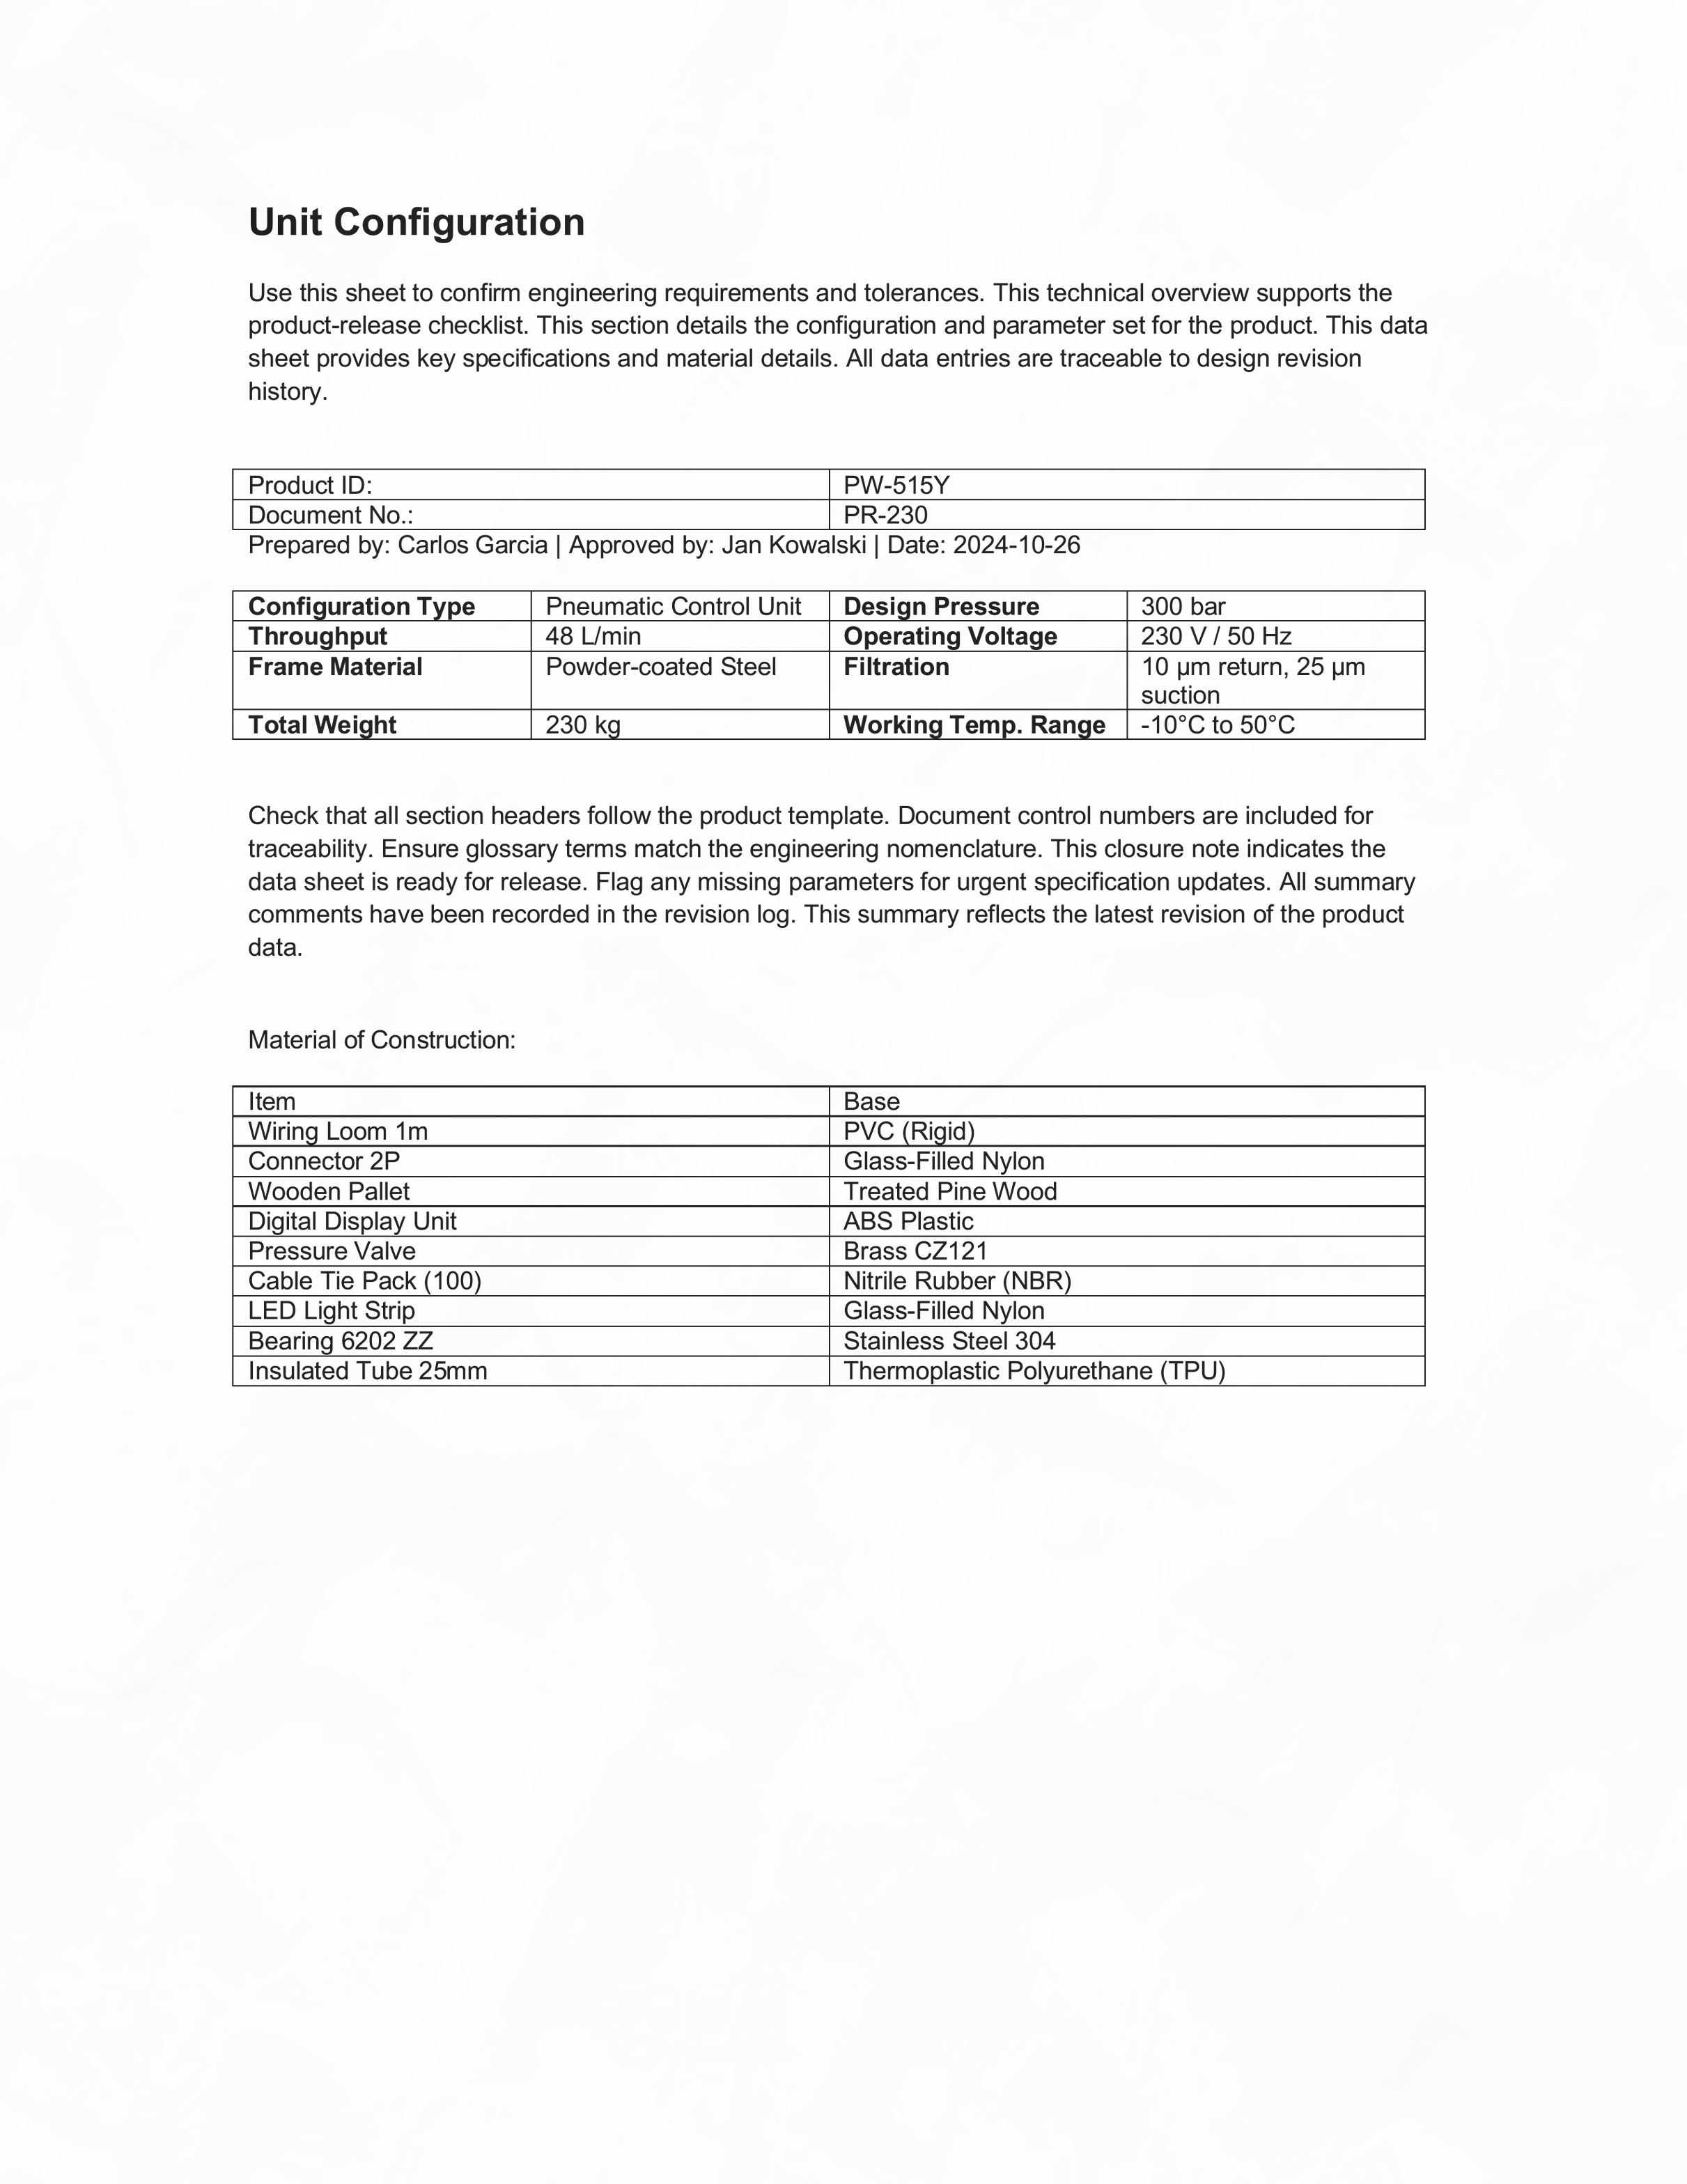 Unit Configuration
Use this sheet to confirm engineering requirements and tolerances. This technical overview supports the
product-release checklist. This section details the configuration and parameter set for the product. This data
sheet provides key specifications and material details. All data entries are traceable to design revision
history.
Product ID: PW-515Y
Document No.: PR-230
Prepared by: Carlos Garcia | Approved by: Jan Kowalski | Date: 2024-10-26
Configuration Type Pneumatic Control Unit Design Pressure 300 bar
Throughput 48 L/min Operating Voltage 230 V / 50 Hz
Frame Material Powder-coated Steel Filtration 10 µm return, 25 µm
suction
Total Weight 230 kg Working Temp. Range -10°C to 50°C
Check that all section headers follow the product template. Document control numbers are included for
traceability. Ensure glossary terms match the engineering nomenclature. This closure note indicates the
data sheet is ready for release. Flag any missing parameters for urgent specification updates. All summary
comments have been recorded in the revision log. This summary reflects the latest revision of the product
data.
Material of Construction:
Item Base
Wiring Loom 1m PVC (Rigid)
Connector 2P Glass-Filled Nylon
Wooden Pallet Treated Pine Wood
Digital Display Unit ABS Plastic
Pressure Valve Brass CZ121
Cable Tie Pack (100) Nitrile Rubber (NBR)
LED Light Strip Glass-Filled Nylon
Bearing 6202 ZZ Stainless Steel 304
Insulated Tube 25mm Thermoplastic Polyurethane (TPU)